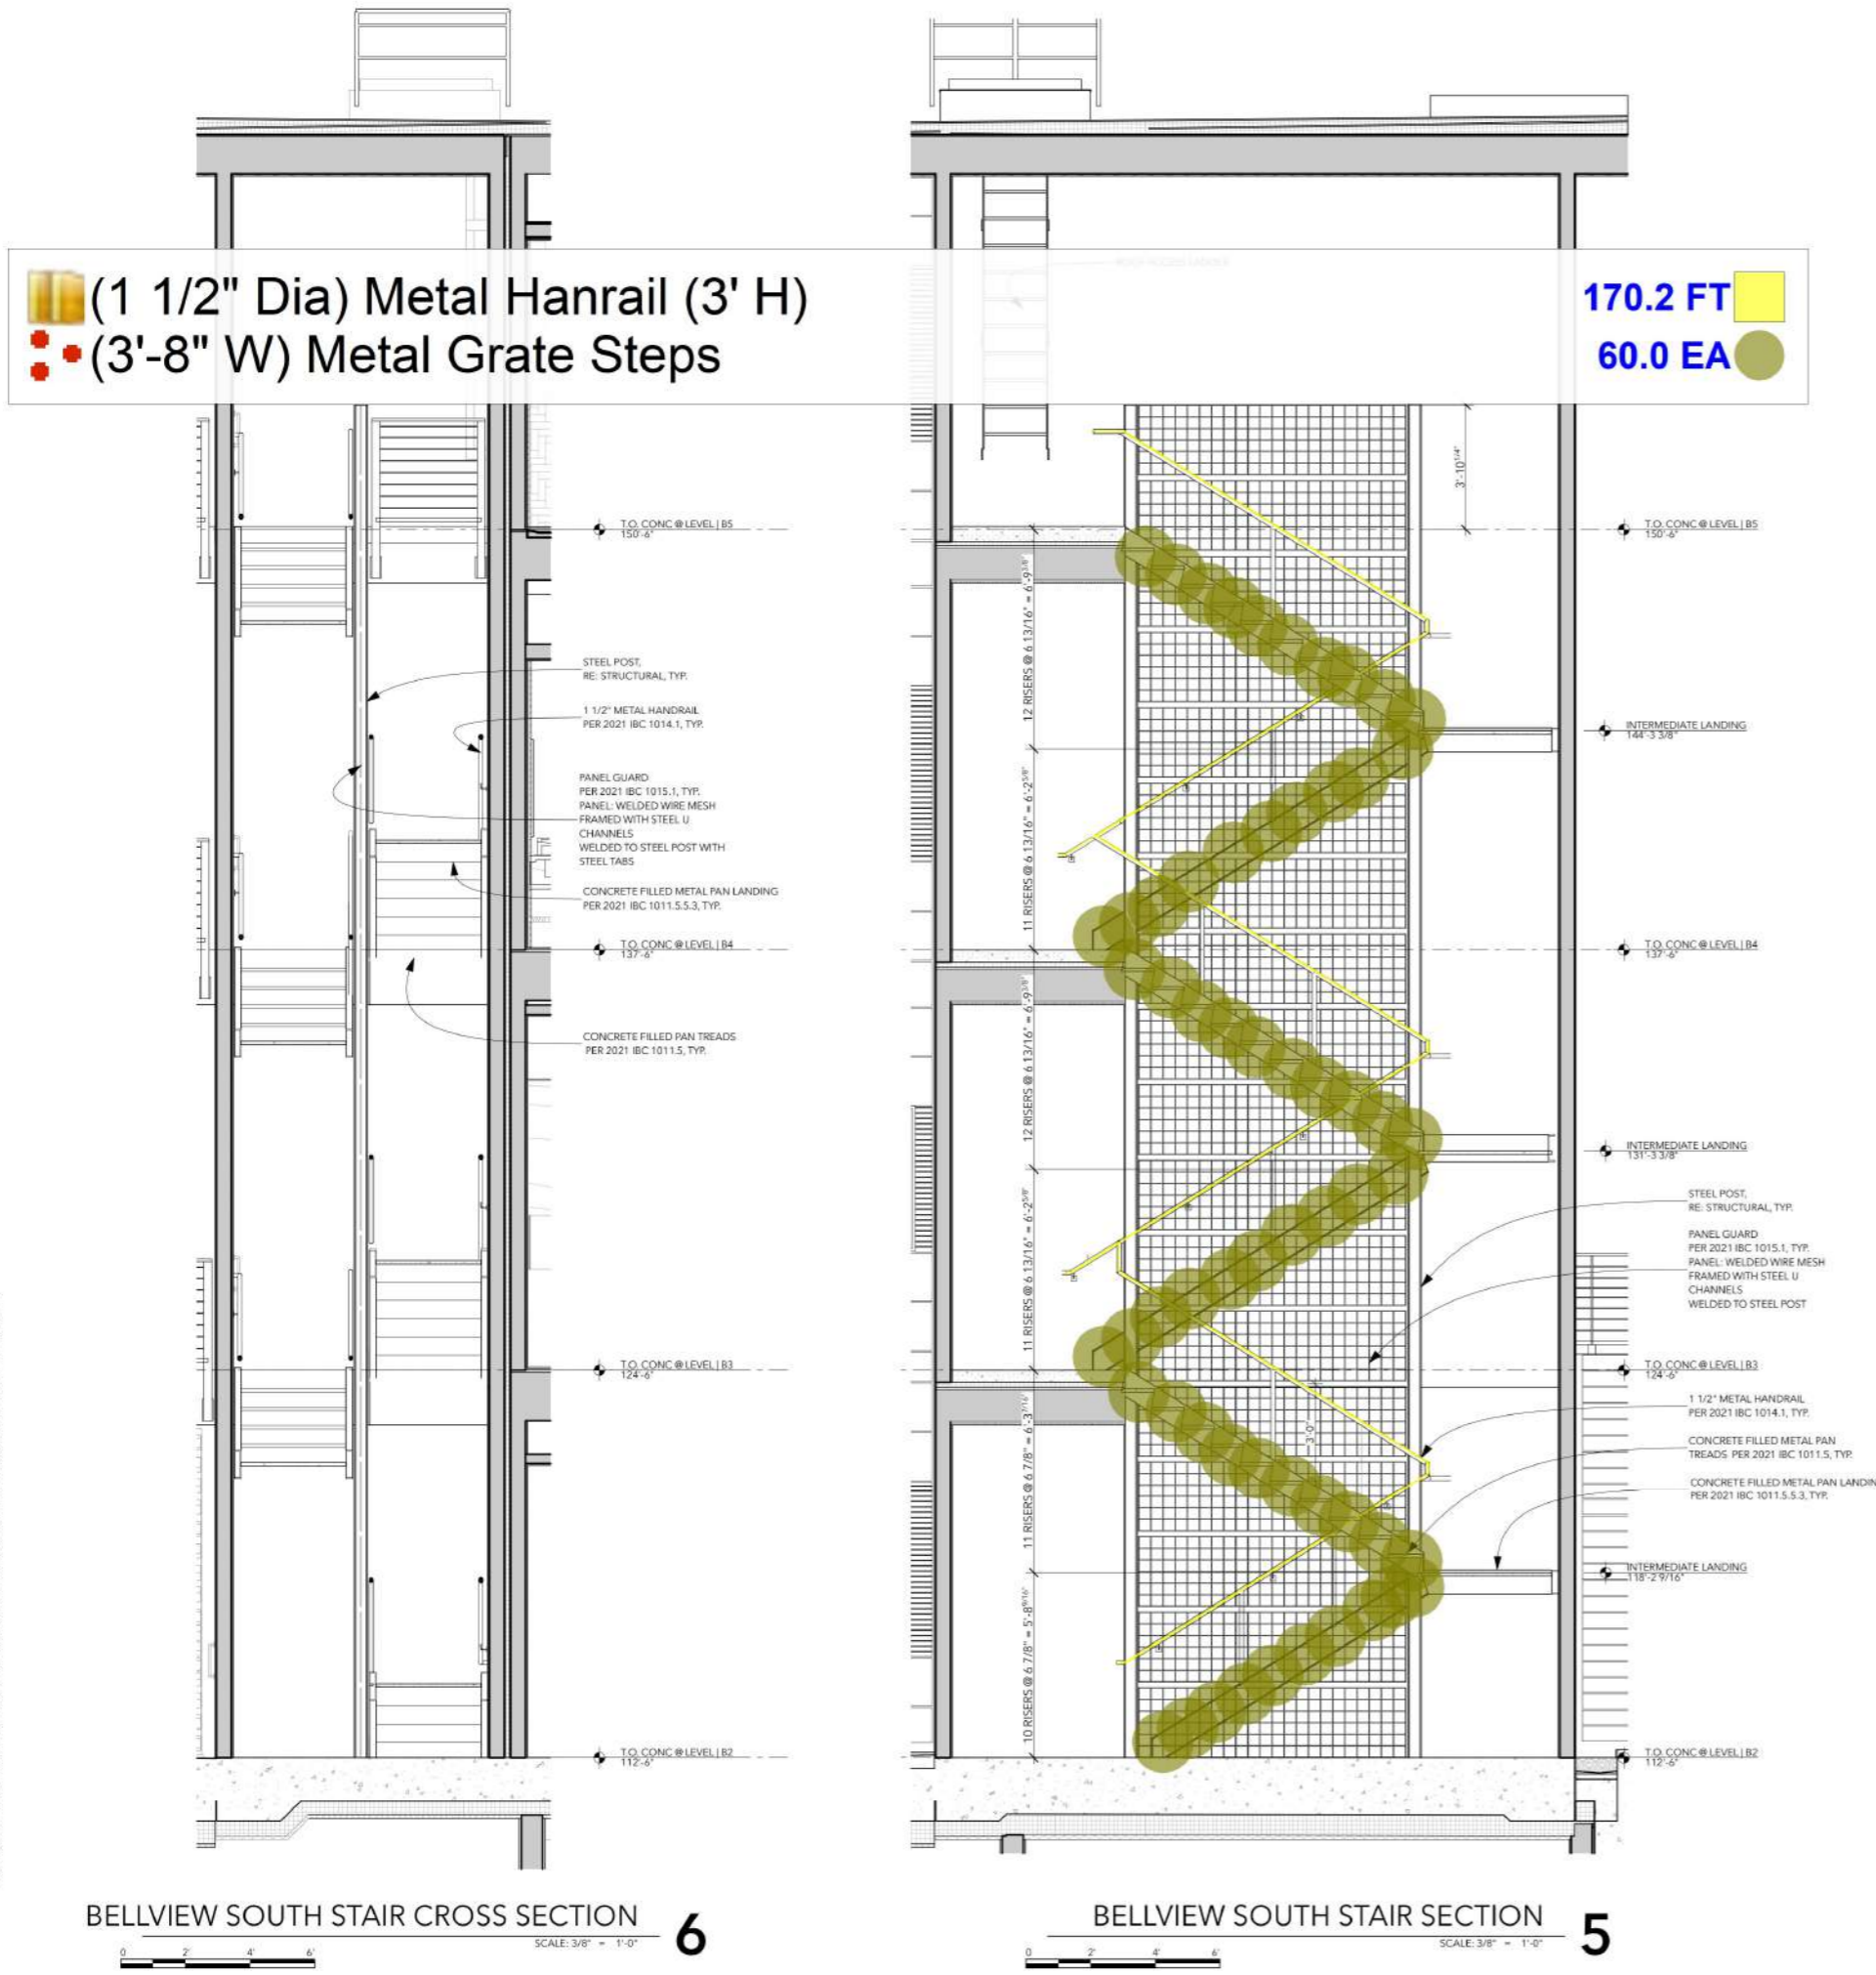 (1 1/2" Dia) Metal Hanrail (3' H)
170.2 FT
(3'-8" W) Metal Grate Steps
60.0 EA
T.O. CONC @ LEVEL | B5
150'-6"
STEEL POST,
RE: STRUCTURAL, TYP.
1 1/2" METAL HANDRAIL
PER 2021 IBC 1014.1, TYP.
PANEL GUARD
PER 2021 IBC 1015.1, TYP.
PANEL: WELDED WIRE MESH
FRAMED WITH STEEL U
CHANNELS
WELDED TO STEEL POST WITH
STEEL TABS
CONCRETE FILLED METAL PAN LANDING
PER 2021 IBC 1011.5.5.3, TYP.
T.O. CONC @ LEVEL | B4
137'-6"
CONCRETE FILLED PAN TREADS
PER 2021 IBC 1011.5, TYP.
T.O. CONC @ LEVEL | B3
124'-6"
T.O. CONC @ LEVEL | B2
112'-6"
BELLVIEW SOUTH STAIR CROSS SECTION
6
SCALE: 3/8" = 1'-0"
0 2' 4' 6'
ROOF ACCESS LADDER
3'-10 1/4"
12 RISERS @ 6 13/16" = 6'-9 3/8"
11 RISERS @ 6 13/16" = 6'-2 5/8"
12 RISERS @ 6 13/16" = 6'-9 3/8"
11 RISERS @ 6 13/16" = 6'-2 5/8"
11 RISERS @ 6 7/8" = 6'-3 7/16"
10 RISERS @ 6 7/8" = 5'-8 9/16"
3'-0"
T.O. CONC @ LEVEL | B5
150'-6"
INTERMEDIATE LANDING
144'-3 3/8"
T.O. CONC @ LEVEL | B4
137'-6"
INTERMEDIATE LANDING
131'-3 3/8"
STEEL POST,
RE: STRUCTURAL, TYP.
PANEL GUARD
PER 2021 IBC 1015.1, TYP.
PANEL: WELDED WIRE MESH
FRAMED WITH STEEL U
CHANNELS
WELDED TO STEEL POST
T.O. CONC @ LEVEL | B3
124'-6"
1 1/2" METAL HANDRAIL
PER 2021 IBC 1014.1, TYP.
CONCRETE FILLED METAL PAN
TREADS PER 2021 IBC 1011.5, TYP.
CONCRETE FILLED METAL PAN LANDIN
PER 2021 IBC 1011.5.5.3, TYP.
INTERMEDIATE LANDING
118'-2 9/16"
T.O. CONC @ LEVEL | B2
112'-6"
BELLVIEW SOUTH STAIR SECTION
5
SCALE: 3/8" = 1'-0"
0 2' 4' 6'